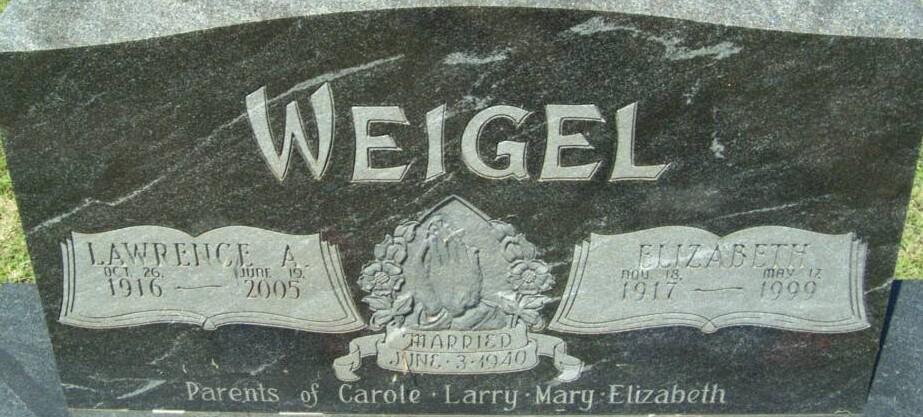 WEIGEL
LAWRENCE A.
OCT. 26, JUNE 19,
1916 — 2005
ELIZABETH
NOV. 18, MAY 12
1917 — 1999
MARRIED
JUNE · 3 · 1940
Parents of Carole · Larry · Mary · Elizabeth